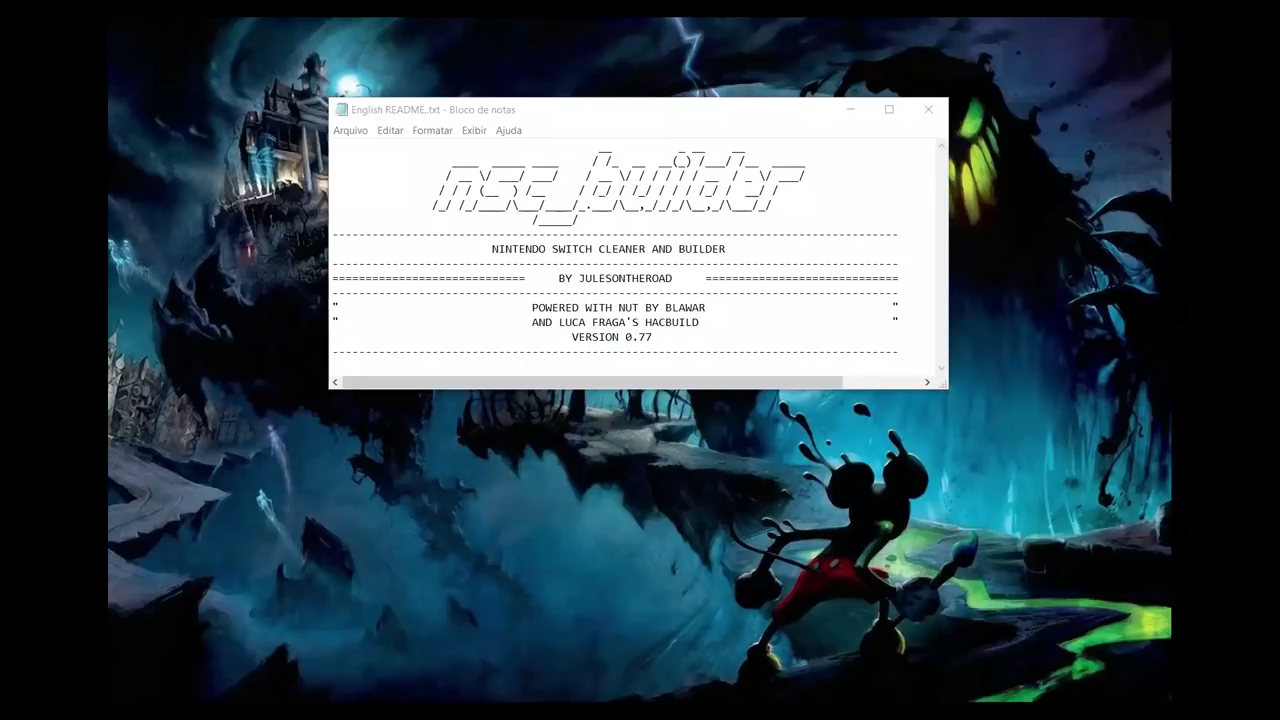 English README..txt - Bloco de notas
Arquivo Editar Formatar Exibir Ajuda
nsc_builder
NINTENDO SWITCH CLEANER AND BUILDER
============================= BY JULESONTHEROAD =============================
" POWERED WITH NUT BY BLAWAR "
" AND LUCA FRAGA'S HACBUILD "
VERSION 0.77